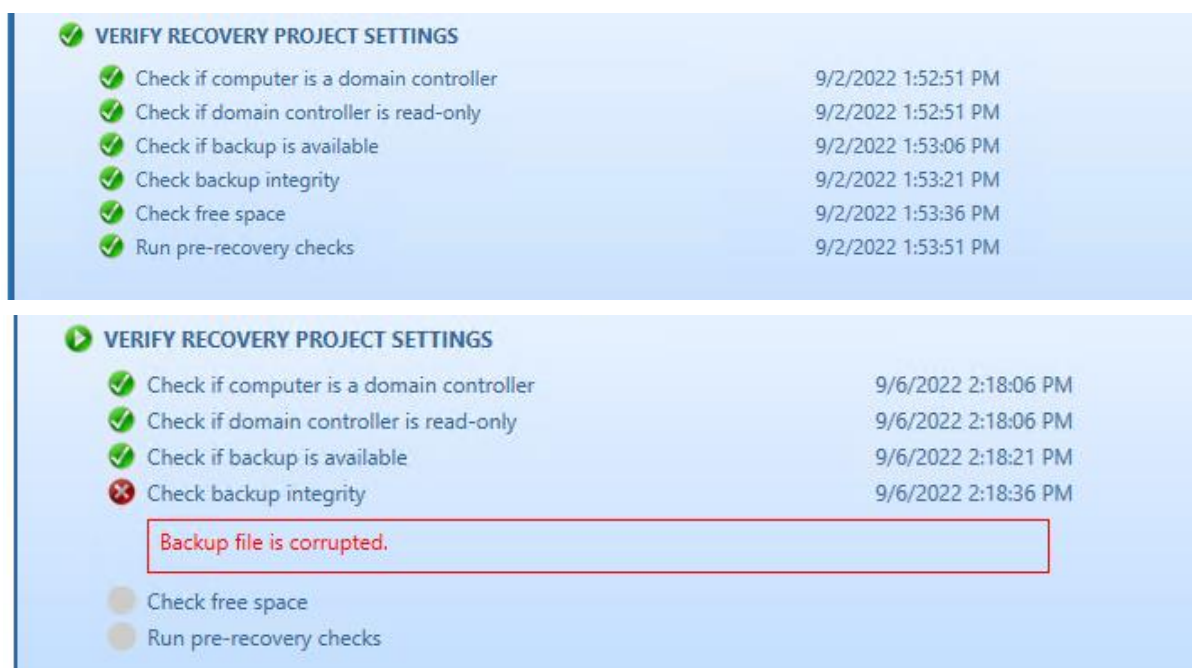 VERIFY RECOVERY PROJECT SETTINGS
Check if computer is a domain controller 9/2/2022 1:52:51 PM
Check if domain controller is read-only 9/2/2022 1:52:51 PM
Check if backup is available 9/2/2022 1:53:06 PM
Check backup integrity 9/2/2022 1:53:21 PM
Check free space 9/2/2022 1:53:36 PM
Run pre-recovery checks 9/2/2022 1:53:51 PM
VERIFY RECOVERY PROJECT SETTINGS
Check if computer is a domain controller 9/6/2022 2:18:06 PM
Check if domain controller is read-only 9/6/2022 2:18:06 PM
Check if backup is available 9/6/2022 2:18:21 PM
Check backup integrity 9/6/2022 2:18:36 PM
Backup file is corrupted.
Check free space
Run pre-recovery checks